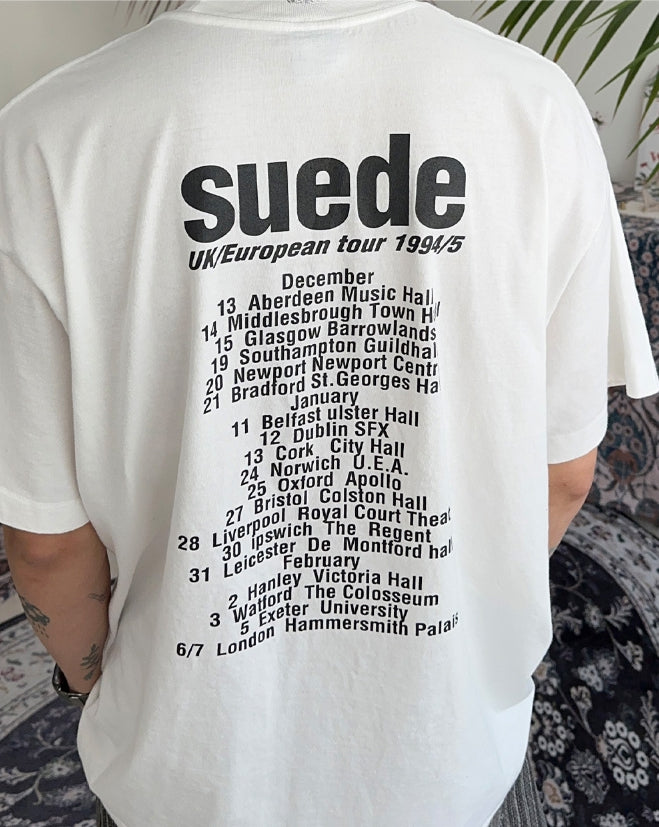 suede
UK/European tour 1994/5
December
13 Aberdeen Music Hall
14 Middlesbrough Town H
15 Glasgow Barrowlands
19 Southampton Guildhal
20 Newport Newport Centr
21 Bradford St.Georges Ha
January
11 Belfast ulster Hall
12 Dublin SFX
13 Cork City Hall
24 Norwich U.E.A.
25 Oxford Apollo
27 Bristol Colston Hall
28 Liverpool Royal Court Theat
30 Ipswich The Regent
31 Leicester De Montford hall
February
2 Hanley Victoria Hall
3 Watford The Colosseum
5 Exeter University
6/7 London Hammersmith Palais